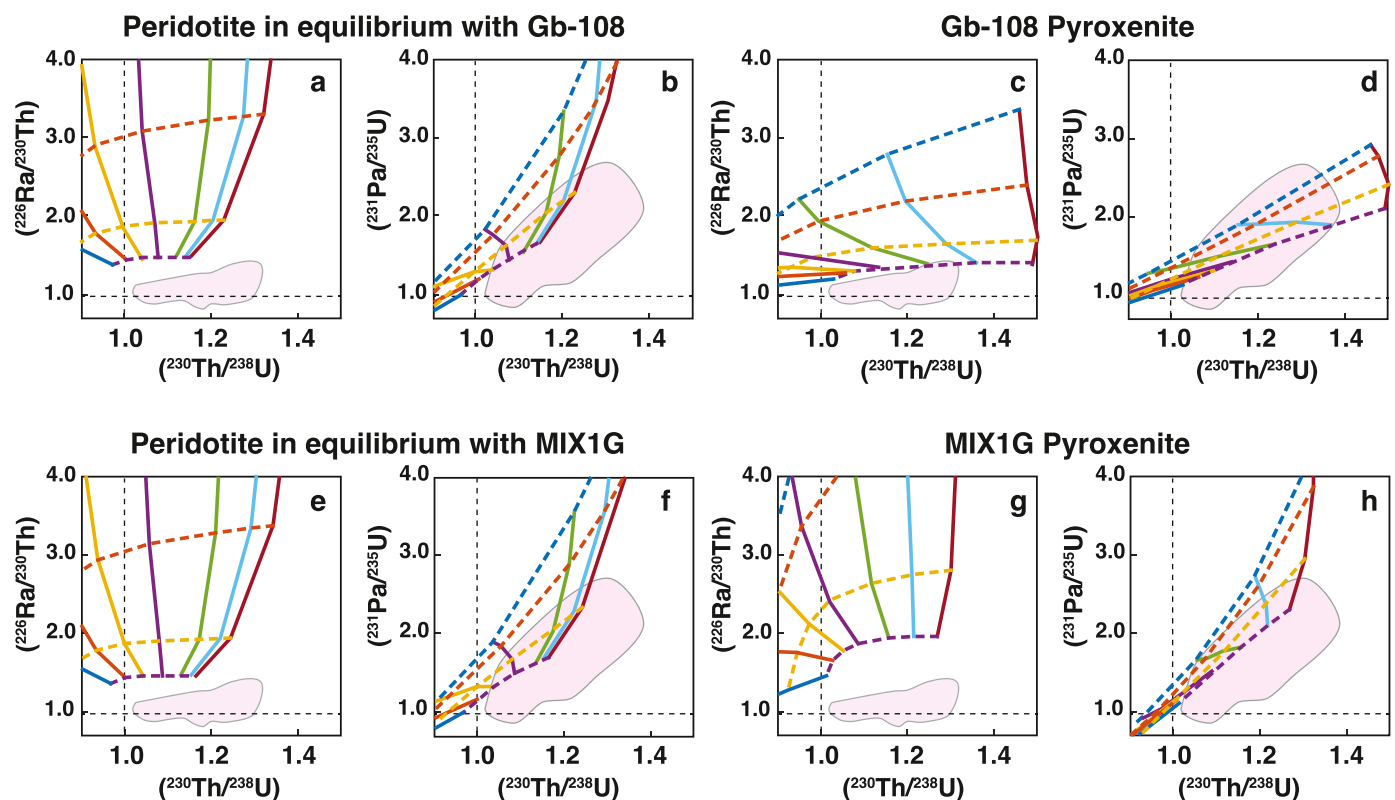 Peridotite in equilibrium with Gb-108
Gb-108 Pyroxenite
a
(²²⁶Ra/²³⁰Th)
4.0
3.0
2.0
1.0
1.0 1.2 1.4
(²³⁰Th/²³⁸U)
b
(²³¹Pa/²³⁵U)
4.0
3.0
2.0
1.0
1.0 1.2 1.4
(²³⁰Th/²³⁸U)
c
(²²⁶Ra/²³⁰Th)
4.0
3.0
2.0
1.0
1.0 1.2 1.4
(²³⁰Th/²³⁸U)
d
(²³¹Pa/²³⁵U)
4.0
3.0
2.0
1.0
1.0 1.2 1.4
(²³⁰Th/²³⁸U)
Peridotite in equilibrium with MIX1G
MIX1G Pyroxenite
e
(²²⁶Ra/²³⁰Th)
4.0
3.0
2.0
1.0
1.0 1.2 1.4
(²³⁰Th/²³⁸U)
f
(²³¹Pa/²³⁵U)
4.0
3.0
2.0
1.0
1.0 1.2 1.4
(²³⁰Th/²³⁸U)
g
(²²⁶Ra/²³⁰Th)
4.0
3.0
2.0
1.0
1.0 1.2 1.4
(²³⁰Th/²³⁸U)
h
(²³¹Pa/²³⁵U)
4.0
3.0
2.0
1.0
1.0 1.2 1.4
(²³⁰Th/²³⁸U)